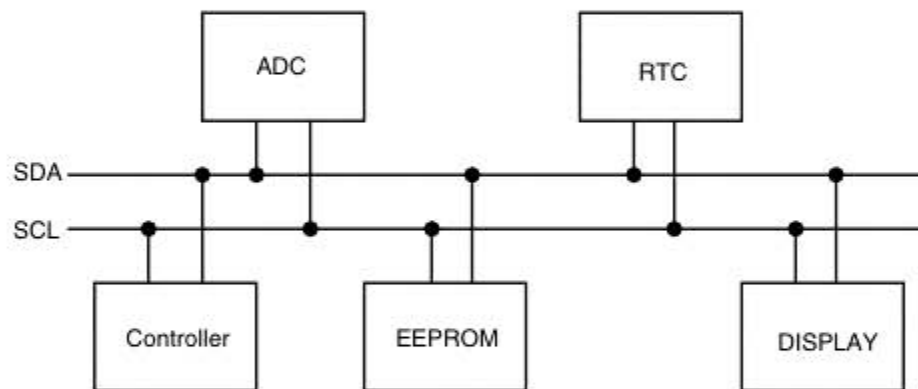 ADC
RTC
SDA
SCL
Controller
EEPROM
DISPLAY